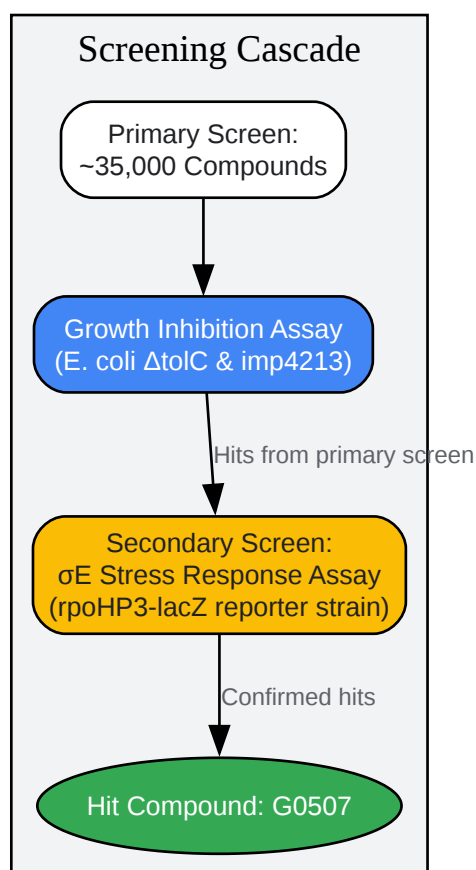 Screening Cascade
Primary Screen:
~35,000 Compounds
Growth Inhibition Assay
(E. coli ΔtolC & imp4213)
Hits from primary screen
Secondary Screen:
σE Stress Response Assay
(rpoHP3-lacZ reporter strain)
Confirmed hits
Hit Compound: G0507